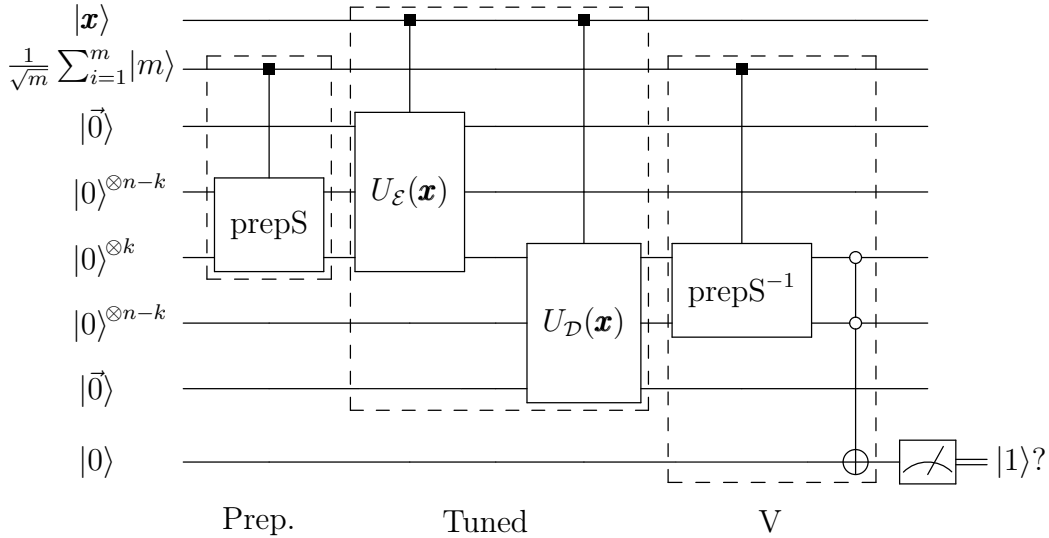 |𝒙⟩
1/√m ∑_{i=1}^{m} |m⟩
|0⃗⟩
|0⟩^{⊗n−k}
|0⟩^{⊗k}
|0⟩^{⊗n−k}
|0⃗⟩
|0⟩
prepS
U_ℰ(𝒙)
U_𝒟(𝒙)
prepS^{−1}
|1⟩?
Prep. Tuned V